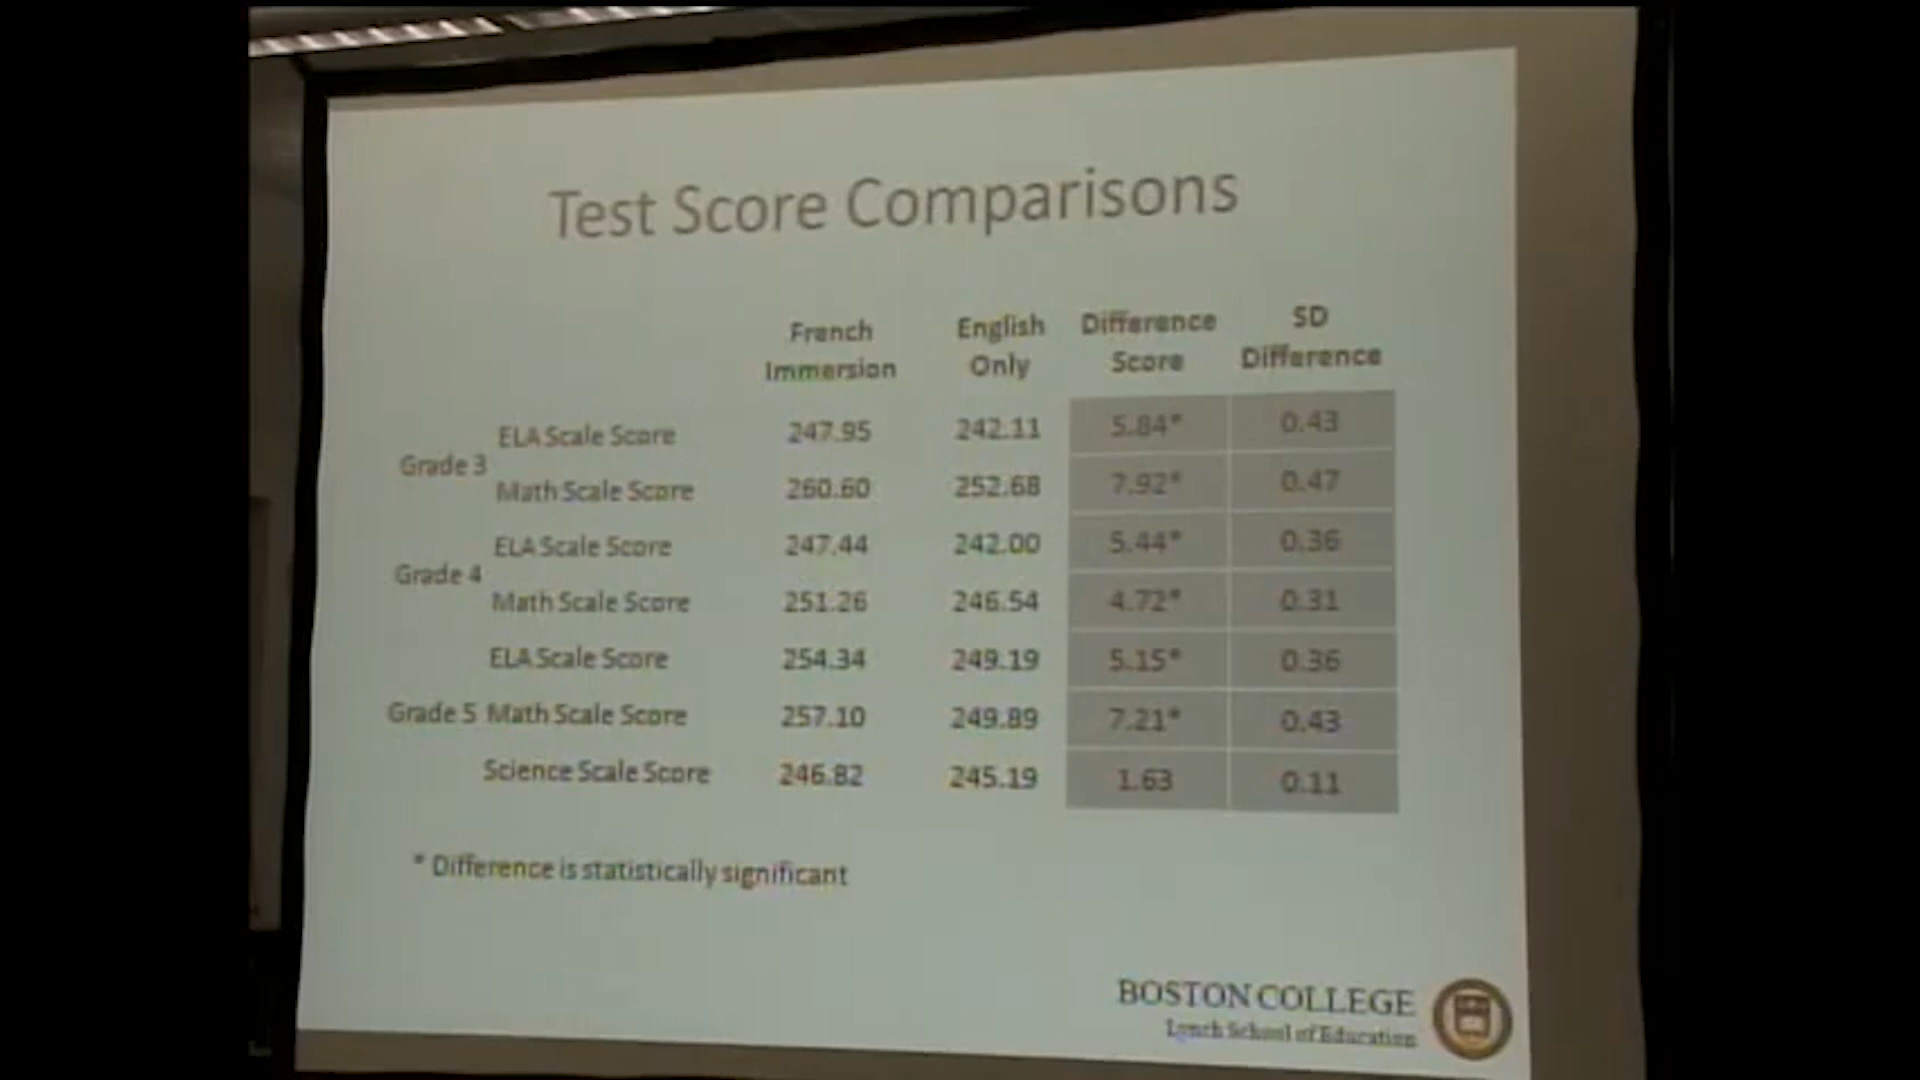 Test Score Comparisons
French Immersion English Only Difference Score SD Difference
Grade 3 ELA Scale Score 247.95 242.11 5.84* 0.43
Math Scale Score 260.60 252.68 7.92* 0.47
Grade 4 ELA Scale Score 247.44 242.00 5.44* 0.36
Math Scale Score 251.26 246.54 4.72* 0.31
ELA Scale Score 254.34 249.19 5.15* 0.36
Grade 5 Math Scale Score 257.10 249.89 7.21* 0.43
Science Scale Score 246.82 245.19 1.63 0.11
* Difference is statistically significant
BOSTON COLLEGE
Lynch School of Education